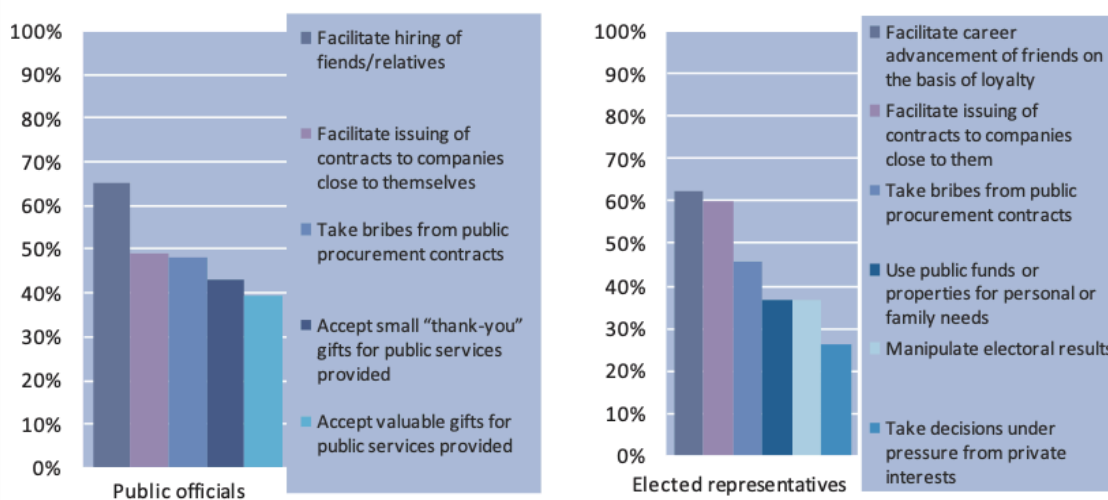 100%
90%
80%
70%
60%
50%
40%
30%
20%
10%
0%
Public officials
Facilitate hiring of
fiends/relatives
Facilitate issuing of
contracts to companies
close to themselves
Take bribes from public
procurement contracts
Accept small “thank-you”
gifts for public services
provided
Accept valuable gifts for
public services provided
100%
90%
80%
70%
60%
50%
40%
30%
20%
10%
0%
Elected representatives
Facilitate career
advancement of friends on
the basis of loyalty
Facilitate issuing of
contracts to companies
close to them
Take bribes from public
procurement contracts
Use public funds or
properties for personal or
family needs
Manipulate electoral results
Take decisions under
pressure from private
interests